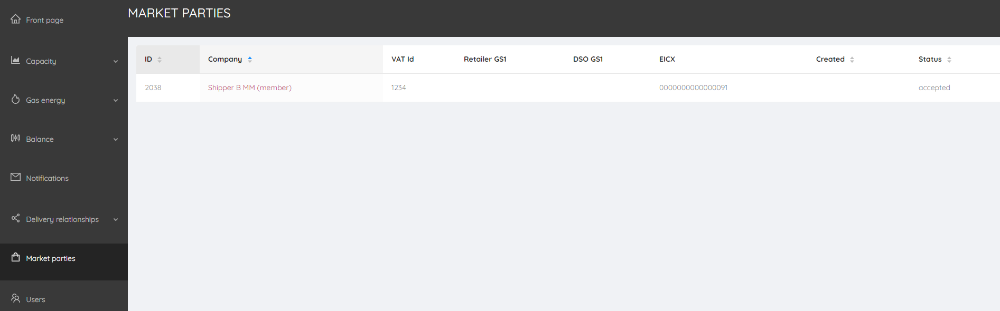 MARKET PARTIES
Front page
Capacity
Gas energy
Balance
Notifications
Delivery relationships
Market parties
Users
ID Company VAT Id Retailer GS1 DSO GS1 EICX Created Status
2038 Shipper B MM (member) 1234 0000000000000091 accepted